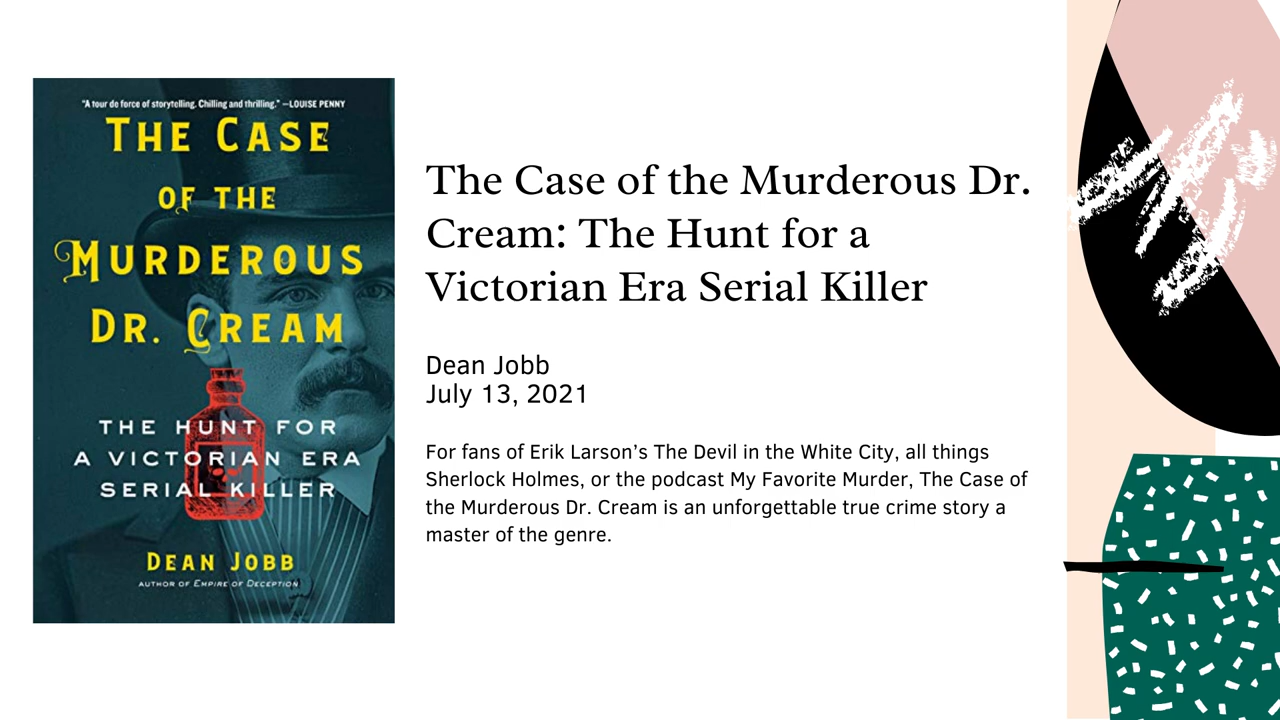 "A tour de force of storytelling. Chilling and thrilling." —LOUISE PENNY
THE CASE
OF THE
MURDEROUS
DR. CREAM
THE HUNT FOR
A VICTORIAN ERA
SERIAL KILLER
DEAN JOBB
AUTHOR OF EMPIRE OF DECEPTION
The Case of the Murderous Dr.
Cream: The Hunt for a
Victorian Era Serial Killer
Dean Jobb
July 13, 2021
For fans of Erik Larson’s The Devil in the White City, all things
Sherlock Holmes, or the podcast My Favorite Murder, The Case of
the Murderous Dr. Cream is an unforgettable true crime story a
master of the genre.